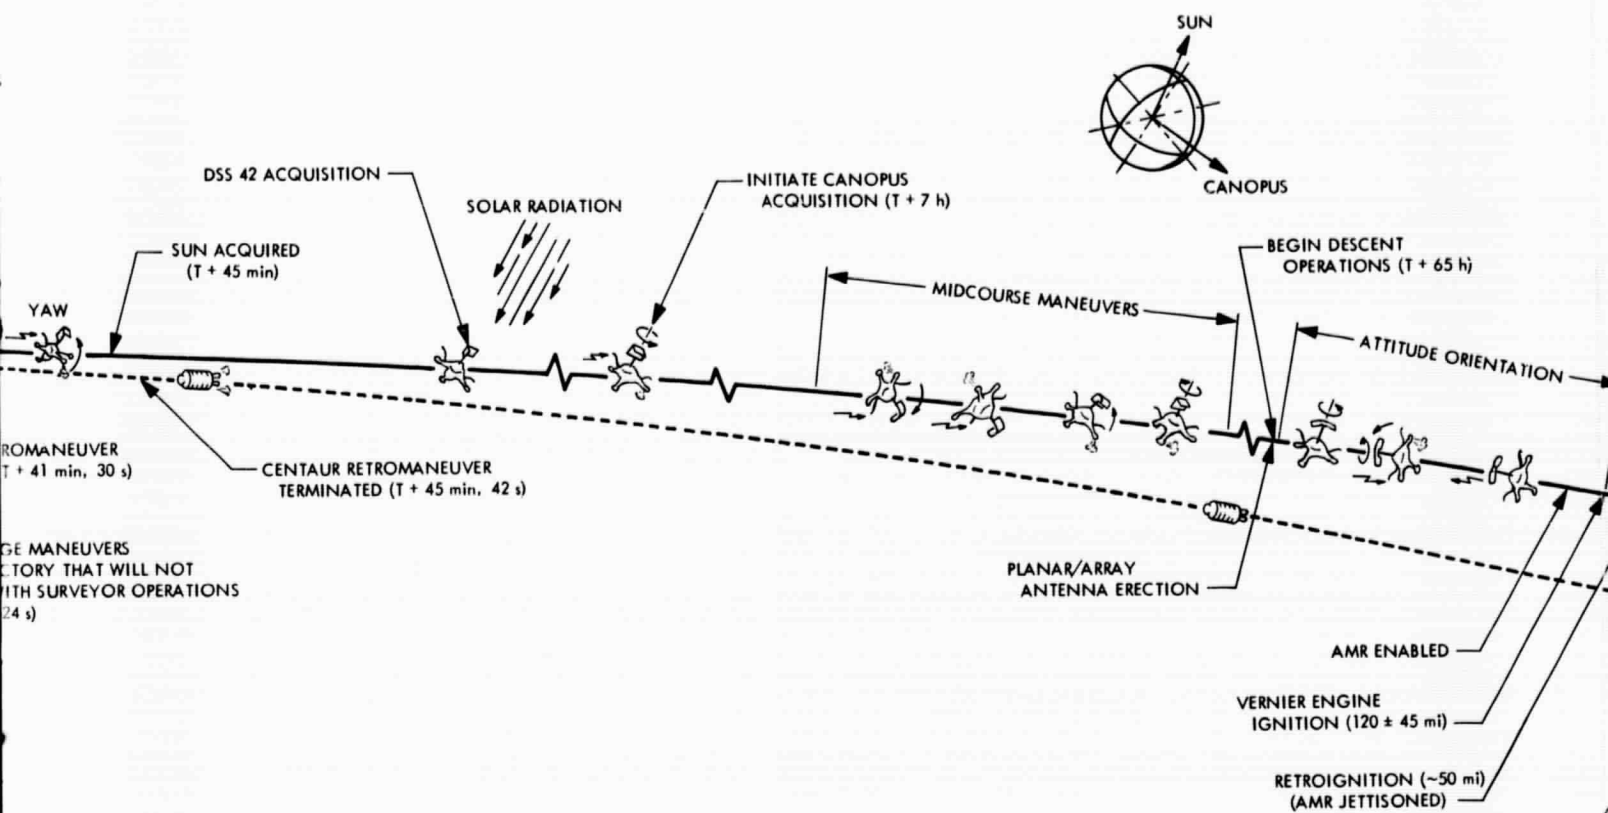 SUN
CANOPUS
DSS 42 ACQUISITION
SOLAR RADIATION
INITIATE CANOPUS
ACQUISITION (T + 7 h)
SUN ACQUIRED
(T + 45 min)
YAW
BEGIN DESCENT
OPERATIONS (T + 65 h)
MIDCOURSE MANEUVERS
ATTITUDE ORIENTATION
ROMANEUVER
T + 41 min, 30 s)
CENTAUR RETROMANEUVER
TERMINATED (T + 45 min, 42 s)
GE MANEUVERS
CTORY THAT WILL NOT
ITH SURVEYOR OPERATIONS
24 s)
PLANAR/ARRAY
ANTENNA ERECTION
AMR ENABLED
VERNIER ENGINE
IGNITION (120 ± 45 mi)
RETROIGNITION (~50 mi)
(AMR JETTISONED)